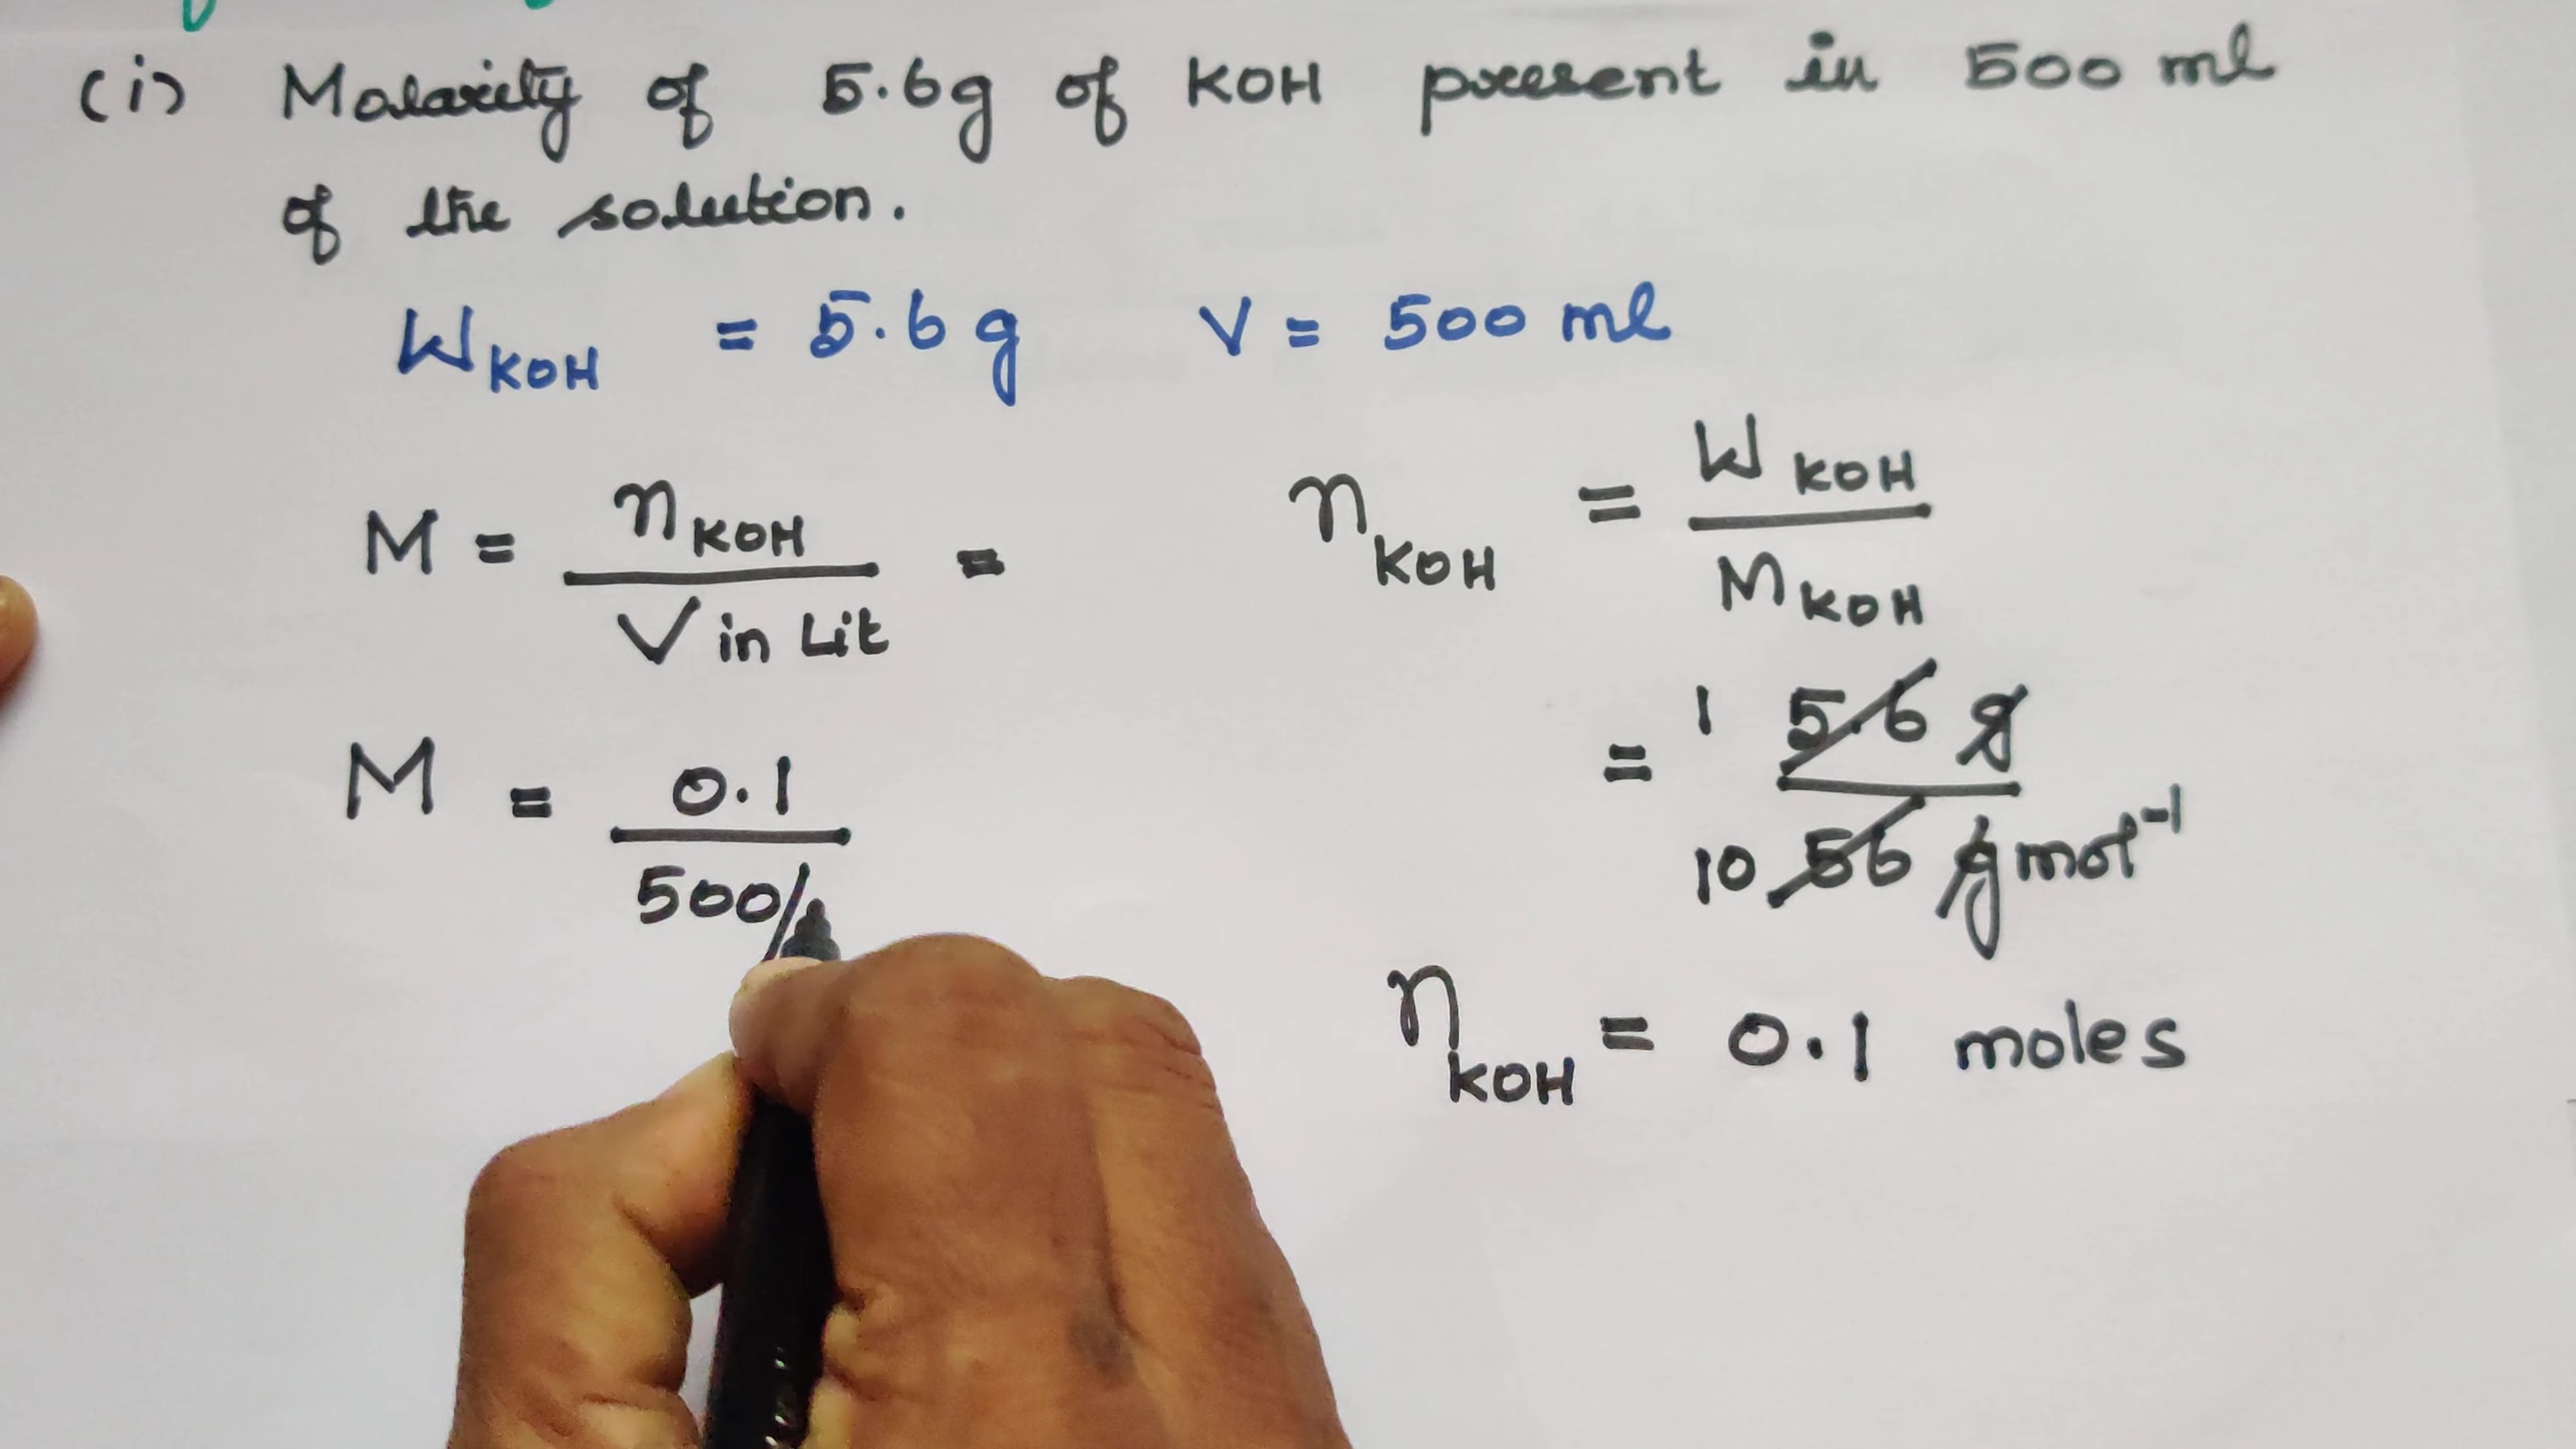 (i) Molarity of 5.6g of KOH present in 500 ml
of the solution.
W KOH = 5.6 g V = 500 ml
M = n KOH / V in Lit =
n KOH = W KOH / M KOH
M = 0.1 / 500/
= 1 5.6 g / 10 56 g mol⁻¹
n KOH = 0.1 moles